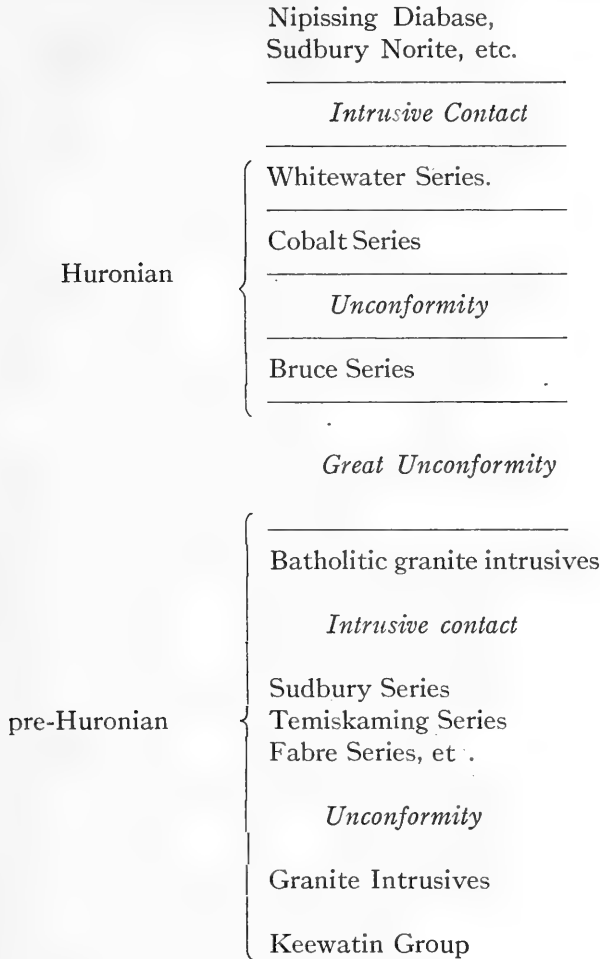 Nipissing Diabase,
Sudbury Norite, etc.
Intrusive Contact
Whitewater Series.
Cobalt Series
Huronian
Unconformity
Bruce Series
Great Unconformity
Batholitic granite intrusives
Intrusive contact
Sudbury Series
pre-Huronian
Temiskaming Series
Fabre Series, et .
Unconformity
Granite Intrusives
Keewatin Group